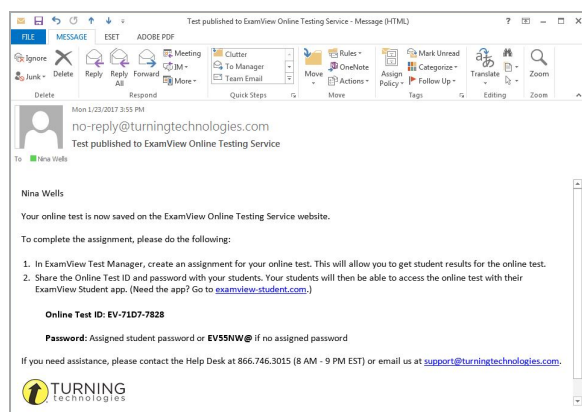 Test published to ExamView Online Testing Service - Message (HTML)
FILE MESSAGE ESET ADOBE PDF
Ignore
Junk
Delete
Reply
Reply All
Forward
Meeting
IM
More
Clutter
To Manager
Team Email
Move
Rules
OneNote
Actions
Assign Policy
Mark Unread
Categorize
Follow Up
Translate
Zoom
Delete Respond Quick Steps Move Tags Editing Zoom
Mon 1/23/2017 3:55 PM
no-reply@turningtechnologies.com
Test published to ExamView Online Testing Service
To Nina Wells
Nina Wells
Your online test is now saved on the ExamView Online Testing Service website.
To complete the assignment, please do the following:
1. In ExamView Test Manager, create an assignment for your online test. This will allow you to get student results for the online test.
2. Share the Online Test ID and password with your students. Your students will then be able to access the online test with their
ExamView Student app. (Need the app? Go to examview-student.com.)
Online Test ID: EV-71D7-7828
Password: Assigned student password or EV55NW@ if no assigned password
If you need assistance, please contact the Help Desk at 866.746.3015 (8 AM - 9 PM EST) or email us at support@turningtechnologies.com.
TURNING
technologies